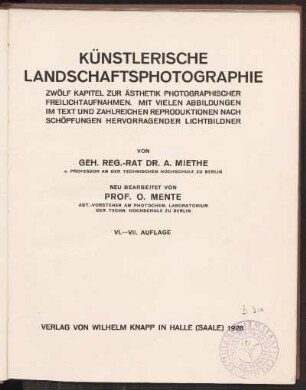 KÜNSTLERISCHE
LANDSCHAFTSPHOTOGRAPHIE
ZWÖLF KAPITEL ZUR ÄSTHETIK PHOTOGRAPHISCHER
FREILICHTAUFNAHMEN. MIT VIELEN ABBILDUNGEN
IM TEXT UND ZAHLREICHEN REPRODUKTIONEN NACH
SCHÖPFUNGEN HERVORRAGENDER LICHTBILDNER
VON
GEH. REG.-RAT DR. A. MIETHE
PROFESSOR AN DER TECHNISCHEN HOCHSCHULE ZU BERLIN
NEU BEARBEITET VON
PROF. O. MENTE
ABT.-VORSTEHER AM PHOTOCHEM. LABORATORIUM
DER TECHN. HOCHSCHULE ZU BERLIN
VI.–VII. AUFLAGE
VERLAG VON WILHELM KNAPP IN HALLE (SAALE) 1928